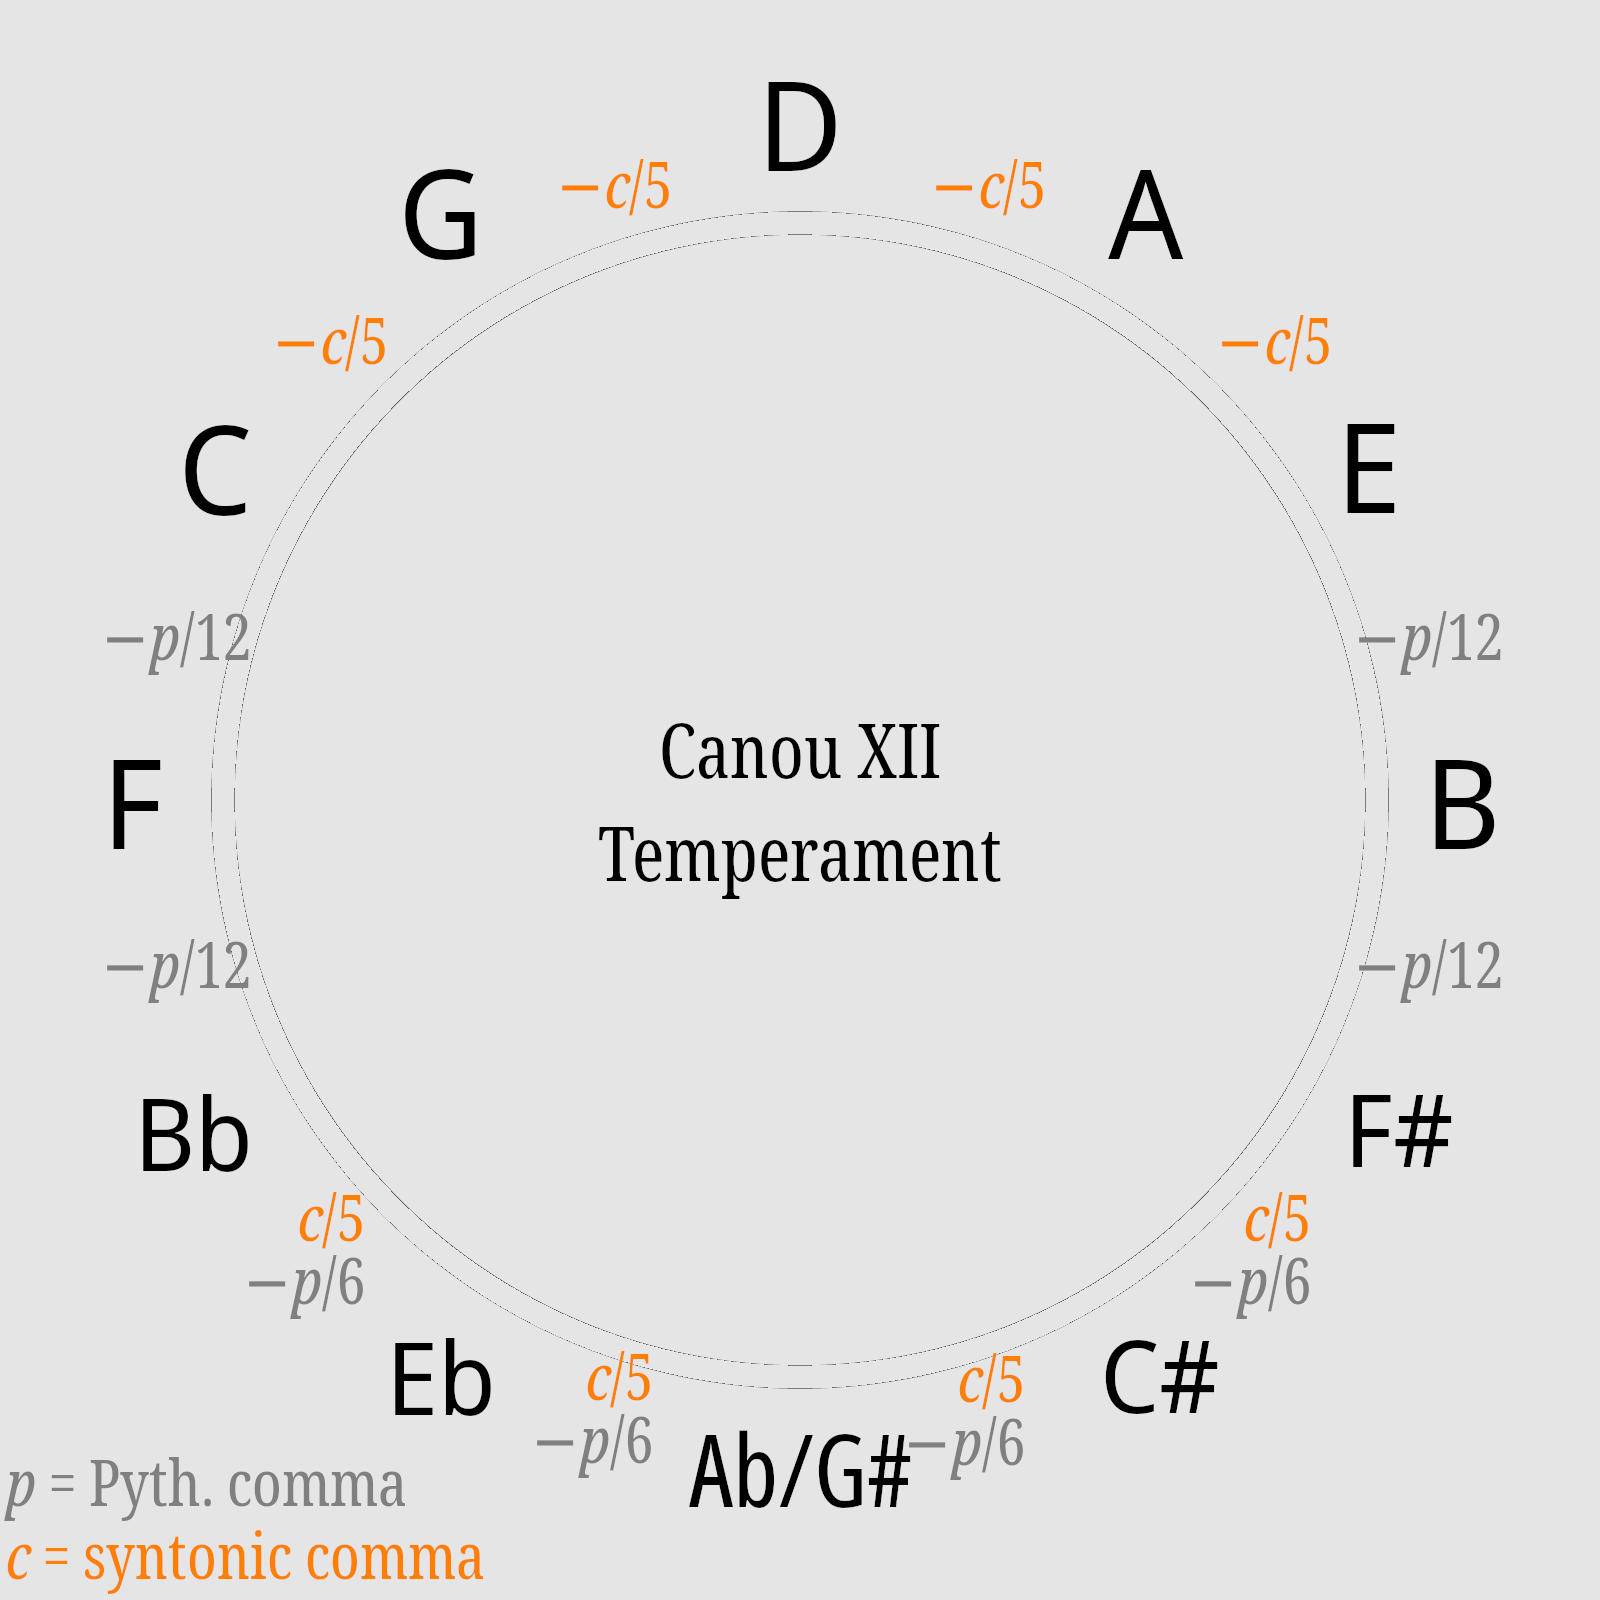 D
G
−c/5
−c/5
A
−c/5
−c/5
C
E
−p/12
−p/12
F
Canou XII
Temperament
B
−p/12
−p/12
Bb
F#
c/5
−p/6
c/5
−p/6
Eb
c/5
−p/6
Ab/G#
c/5
−p/6
C#
p = Pyth. comma
c = syntonic comma